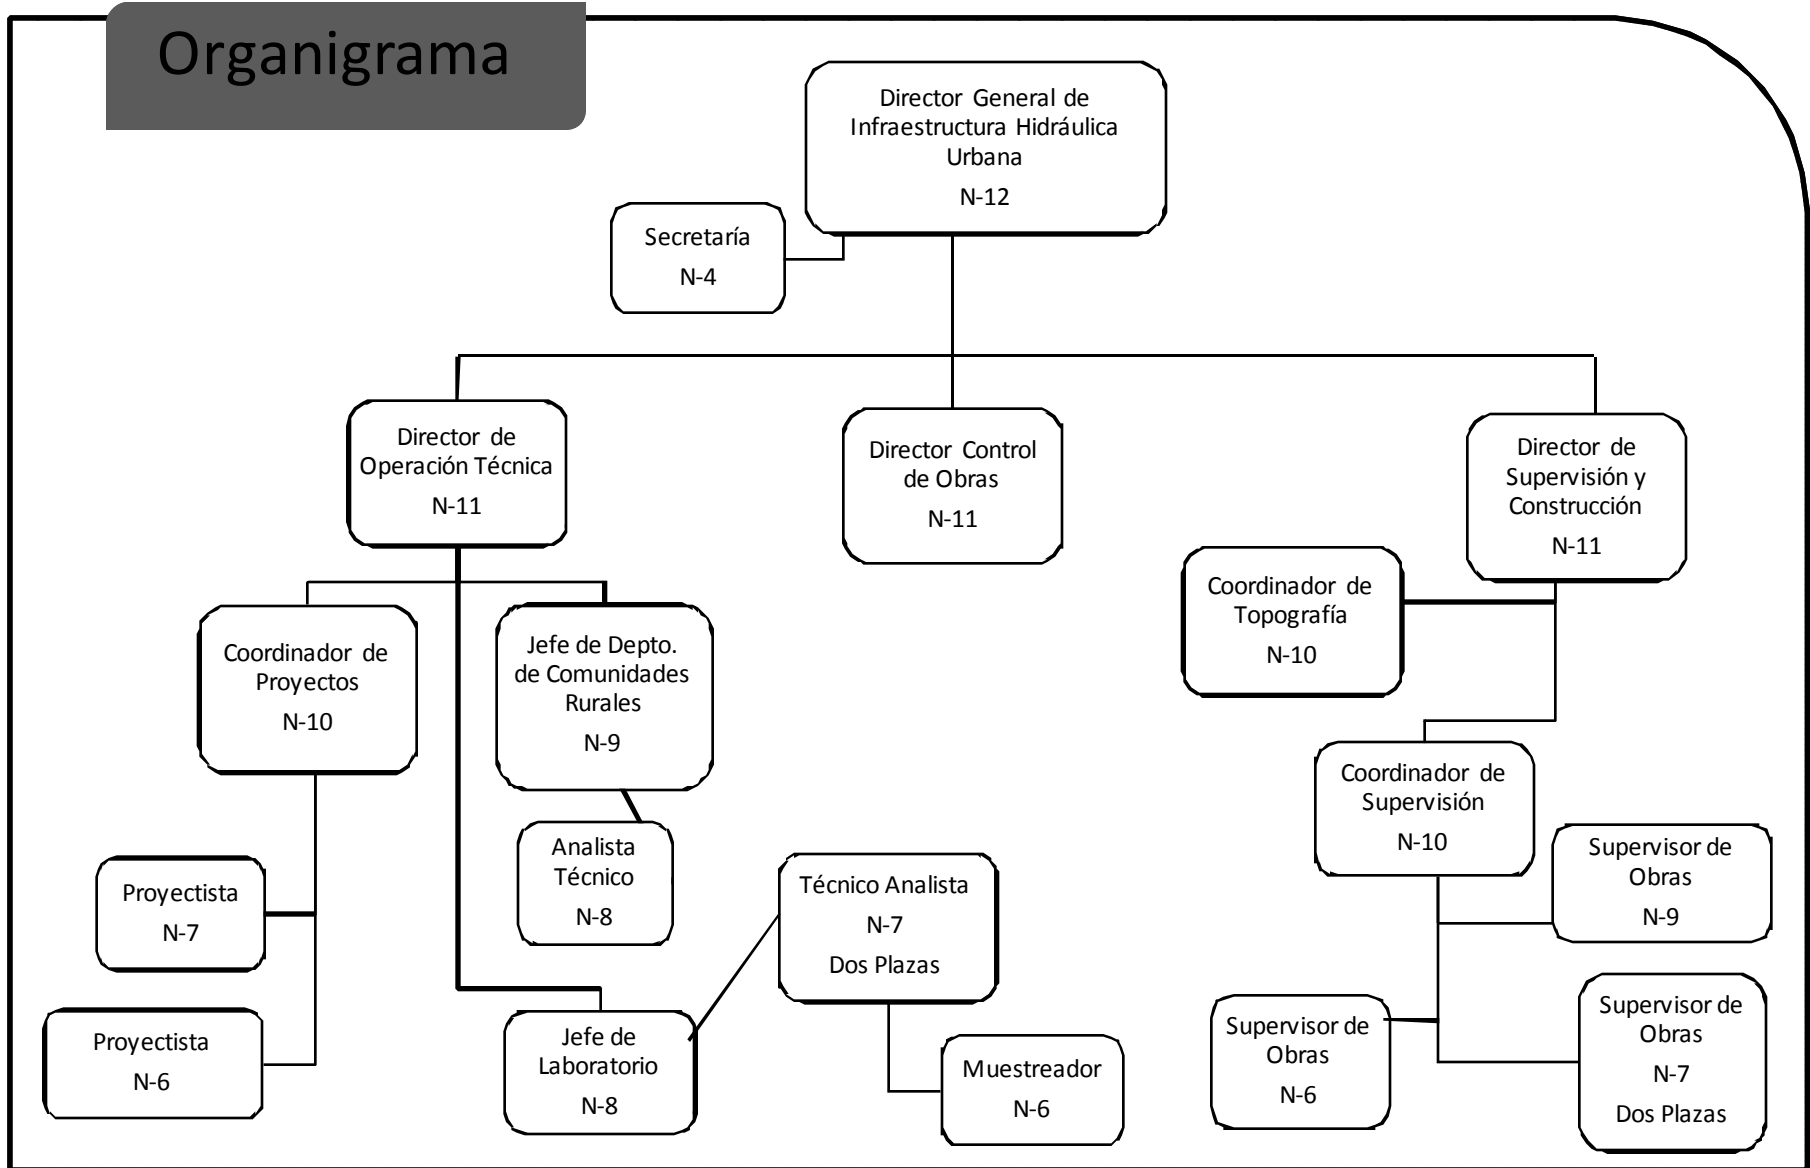 Organigrama
Director General de
Infraestructura Hidráulica
Urbana
N-12
Secretaría
N-4
Director de
Operación Técnica
N-11
Director Control
de Obras
N-11
Director de
Supervisión y
Construcción
N-11
Coordinador de
Topografía
N-10
Coordinador de
Proyectos
N-10
Jefe de Depto.
de Comunidades
Rurales
N-9
Coordinador de
Supervisión
N-10
Analista
Técnico
N-8
Proyectista
N-7
Técnico Analista
N-7
Dos Plazas
Supervisor de
Obras
N-9
Proyectista
N-6
Jefe de
Laboratorio
N-8
Muestreador
N-6
Supervisor de
Obras
N-6
Supervisor de
Obras
N-7
Dos Plazas